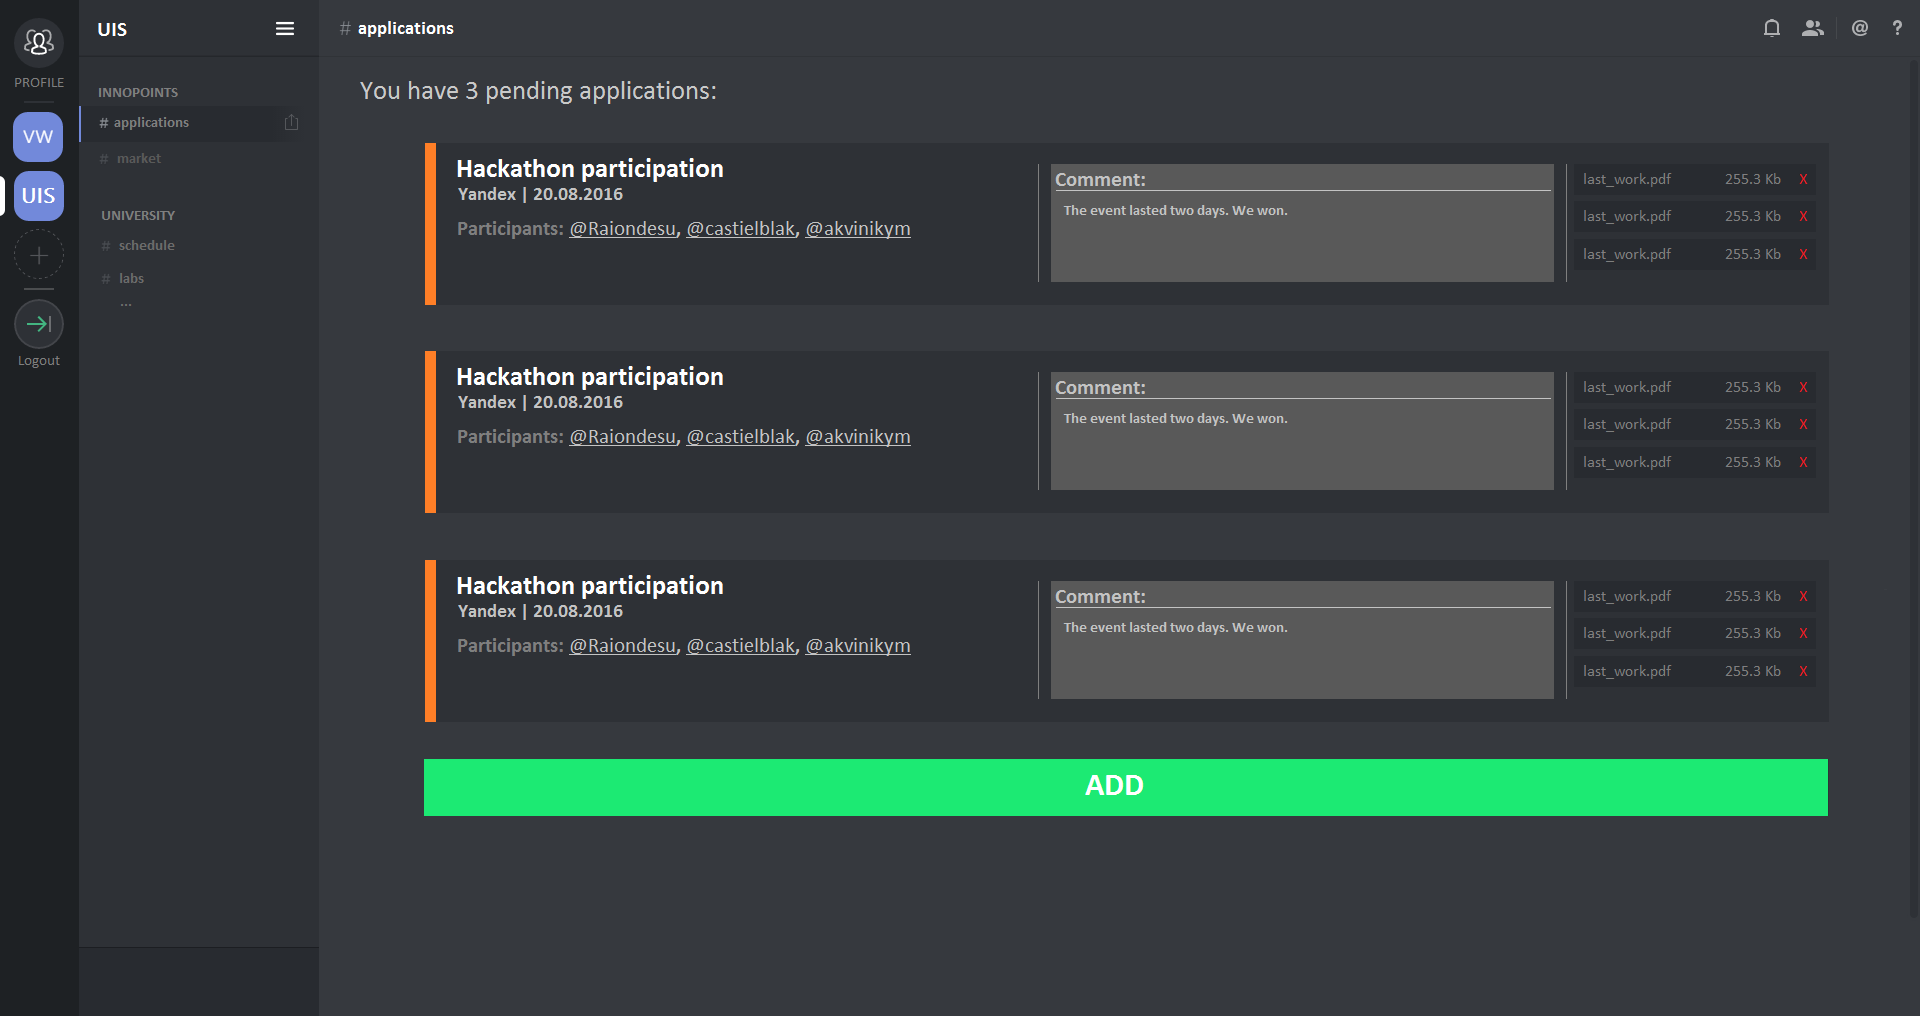 PROFILE
VW
UIS
Logout
UIS
INNOPOINTS
# applications
# market
UNIVERSITY
# schedule
# labs
...
# applications
@ ?
You have 3 pending applications:
Hackathon participation
Yandex | 20.08.2016
Participants: @Raiondesu, @castielblak, @akvinikym
Comment:
The event lasted two days. We won.
last_work.pdf 255.3 Kb X
last_work.pdf 255.3 Kb X
last_work.pdf 255.3 Kb X
Hackathon participation
Yandex | 20.08.2016
Participants: @Raiondesu, @castielblak, @akvinikym
Comment:
The event lasted two days. We won.
last_work.pdf 255.3 Kb X
last_work.pdf 255.3 Kb X
last_work.pdf 255.3 Kb X
Hackathon participation
Yandex | 20.08.2016
Participants: @Raiondesu, @castielblak, @akvinikym
Comment:
The event lasted two days. We won.
last_work.pdf 255.3 Kb X
last_work.pdf 255.3 Kb X
last_work.pdf 255.3 Kb X
ADD